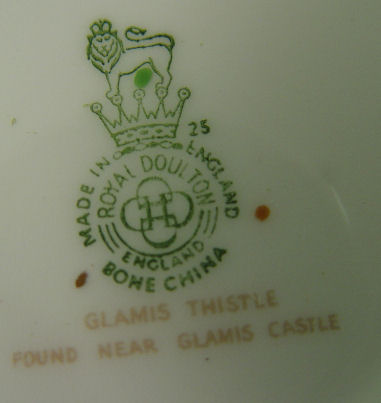 25
MADE IN ENGLAND
ROYAL DOULTON
ENGLAND
BONE CHINA
GLAMIS THISTLE
FOUND NEAR GLAMIS CASTLE